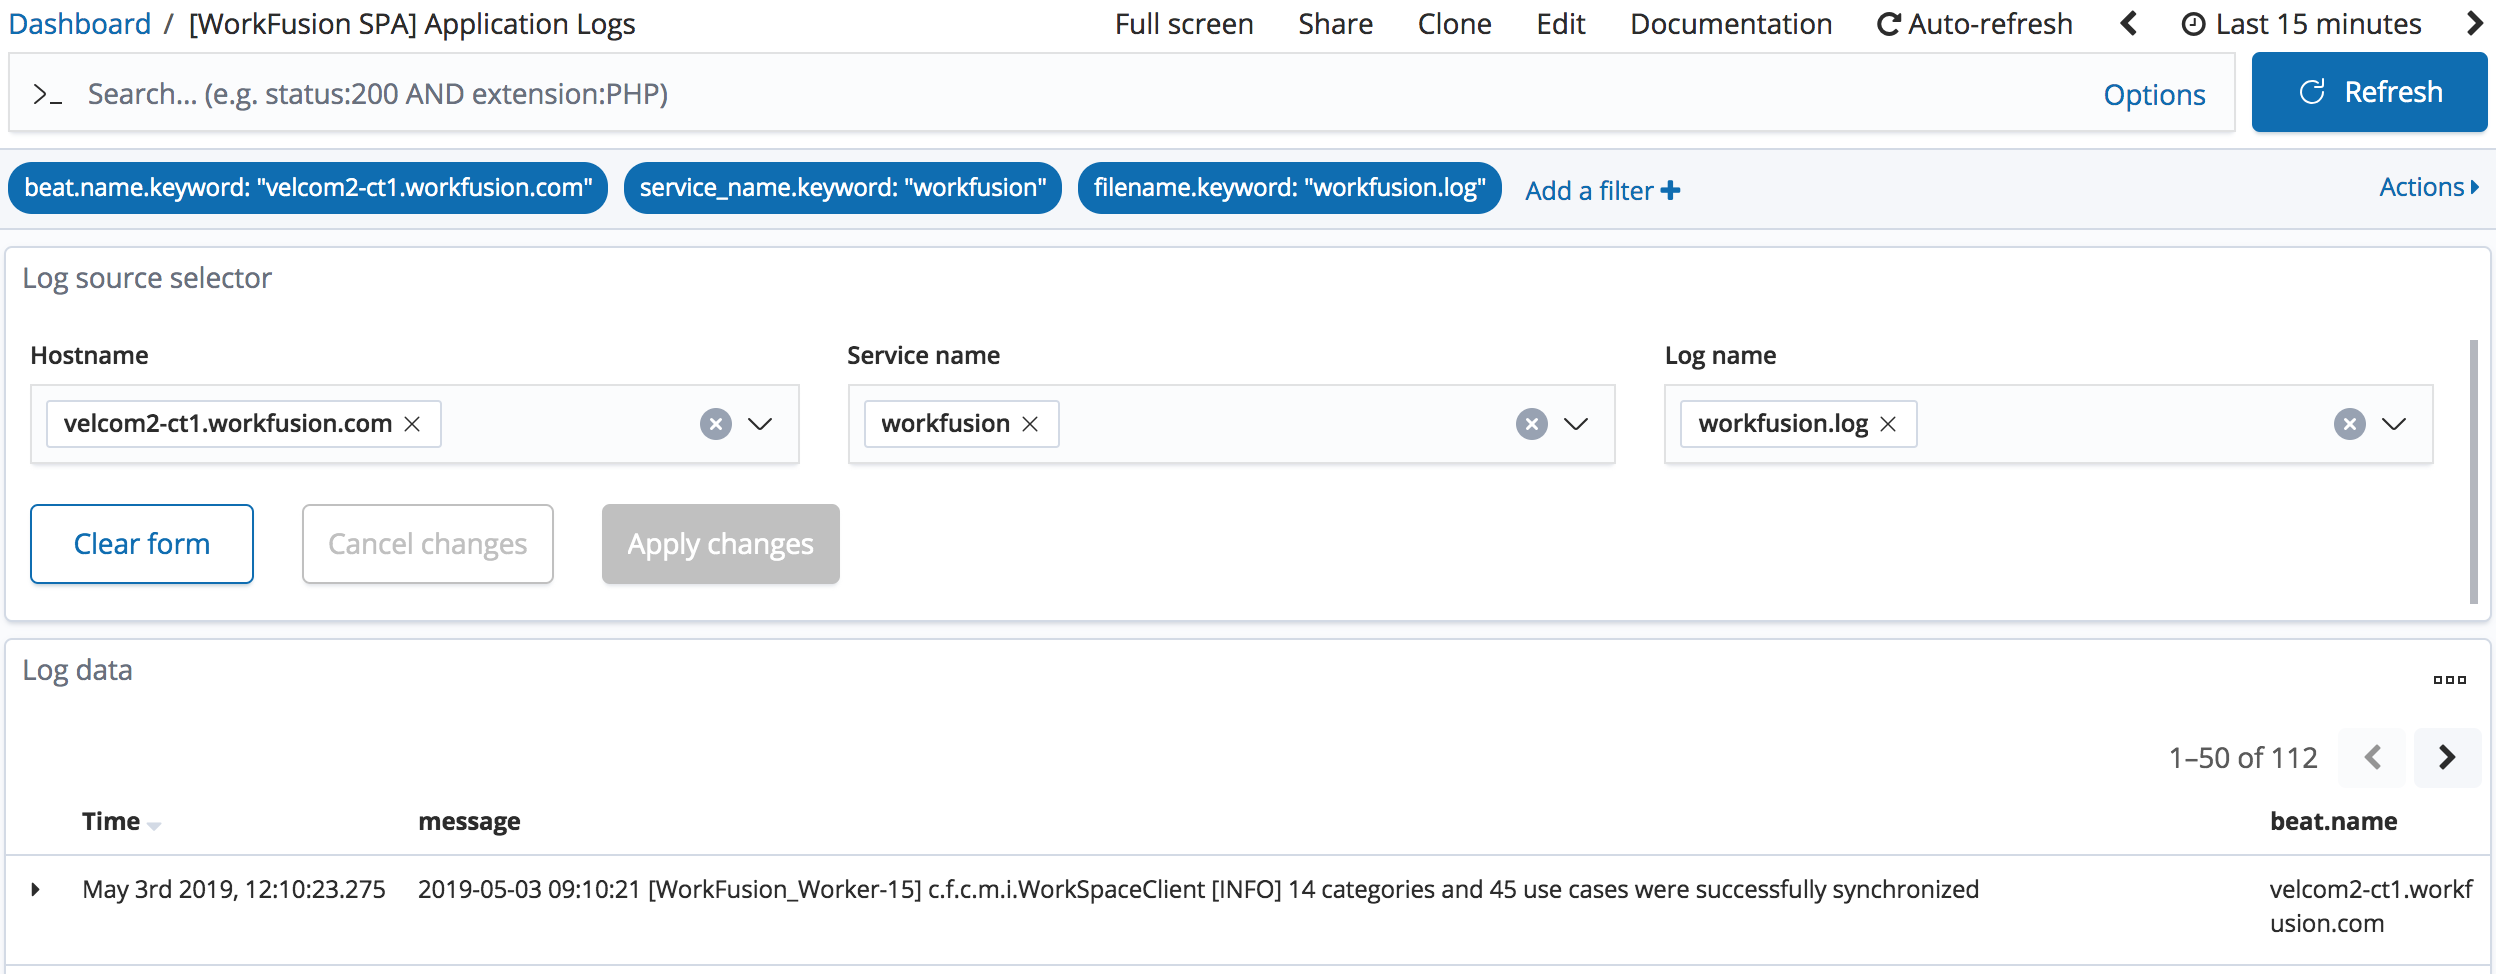 Dashboard / [WorkFusion SPA] Application Logs Full screen Share Clone Edit Documentation Auto-refresh Last 15 minutes
>_ Search... (e.g. status:200 AND extension:PHP) Options Refresh
beat.name.keyword: "velcom2-ct1.workfusion.com" service_name.keyword: "workfusion" filename.keyword: "workfusion.log" Add a filter + Actions
Log source selector
Hostname Service name Log name
velcom2-ct1.workfusion.com × workfusion × workfusion.log ×
Clear form Cancel changes Apply changes
Log data
1–50 of 112
Time message beat.name
May 3rd 2019, 12:10:23.275 2019-05-03 09:10:21 [WorkFusion_Worker-15] c.f.c.m.i.WorkSpaceClient [INFO] 14 categories and 45 use cases were successfully synchronized velcom2-ct1.workf
usion.com